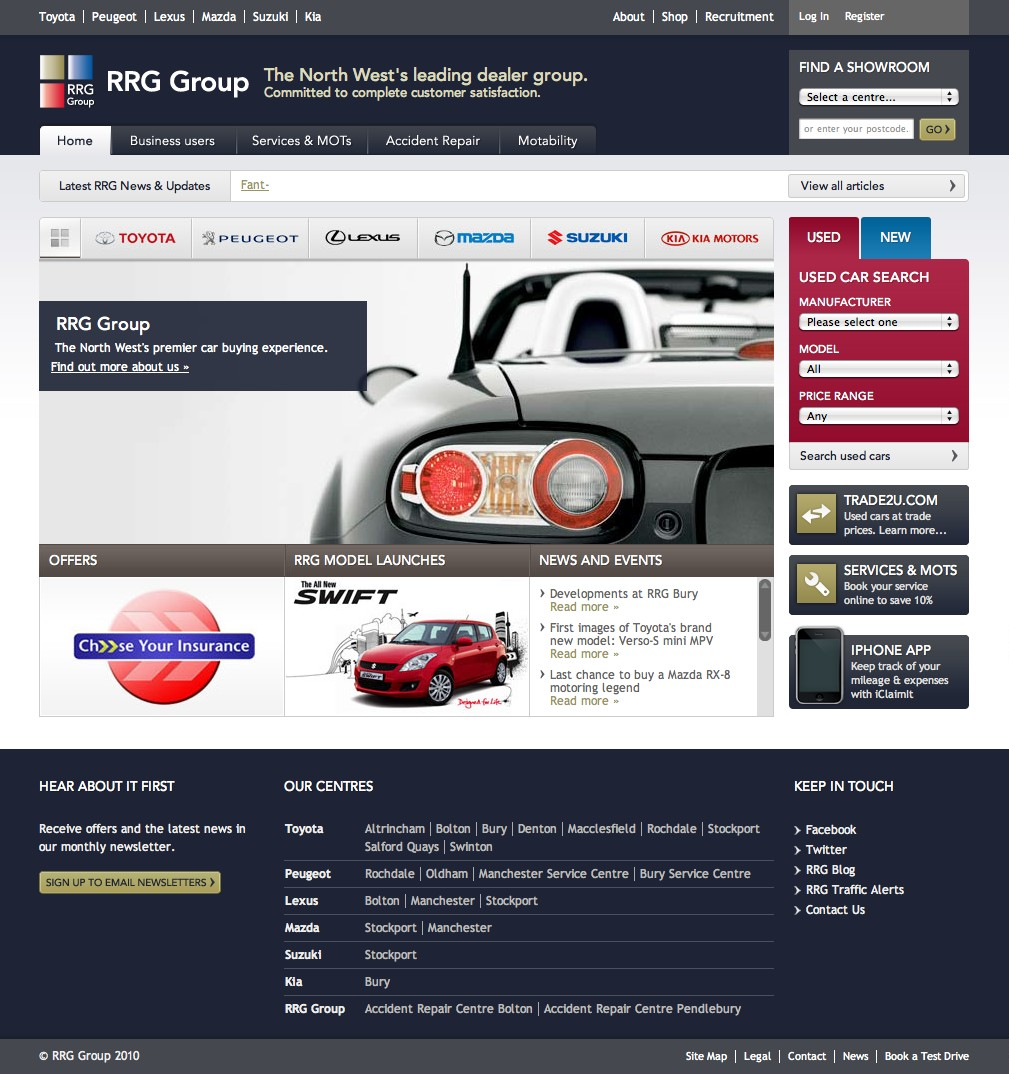 Toyota | Peugeot | Lexus | Mazda | Suzuki | Kia
About | Shop | Recruitment
Log In Register
RRG Group
RRG Group
The North West's leading dealer group.
Committed to complete customer satisfaction.
FIND A SHOWROOM
Select a centre...
or enter your postcode.
GO
Home
Business users
Services & MOTs
Accident Repair
Motability
Latest RRG News & Updates
Fant-
View all articles
TOYOTA
PEUGEOT
LEXUS
mazda
SUZUKI
KIA KIA MOTORS
USED
NEW
USED CAR SEARCH
MANUFACTURER
Please select one
MODEL
All
PRICE RANGE
Any
Search used cars
RRG Group
The North West's premier car buying experience.
Find out more about us »
TRADE2U.COM
Used cars at trade
prices. Learn more...
SERVICES & MOTS
Book your service
online to save 10%
IPHONE APP
Keep track of your
mileage & expenses
with iClaimit
OFFERS
Ch>>se Your Insurance
RRG MODEL LAUNCHES
The All New
SWIFT
Designed for Life.
NEWS AND EVENTS
Developments at RRG Bury
Read more »
First images of Toyota's brand
new model: Verso-S mini MPV
Read more »
Last chance to buy a Mazda RX-8
motoring legend
Read more »
HEAR ABOUT IT FIRST
Receive offers and the latest news in
our monthly newsletter.
SIGN UP TO EMAIL NEWSLETTERS
OUR CENTRES
Toyota Altrincham | Bolton | Bury | Denton | Macclesfield | Rochdale | Stockport
Salford Quays | Swinton
Peugeot Rochdale | Oldham | Manchester Service Centre | Bury Service Centre
Lexus Bolton | Manchester | Stockport
Mazda Stockport | Manchester
Suzuki Stockport
Kia Bury
RRG Group Accident Repair Centre Bolton | Accident Repair Centre Pendlebury
KEEP IN TOUCH
Facebook
Twitter
RRG Blog
RRG Traffic Alerts
Contact Us
© RRG Group 2010
Site Map | Legal | Contact | News | Book a Test Drive